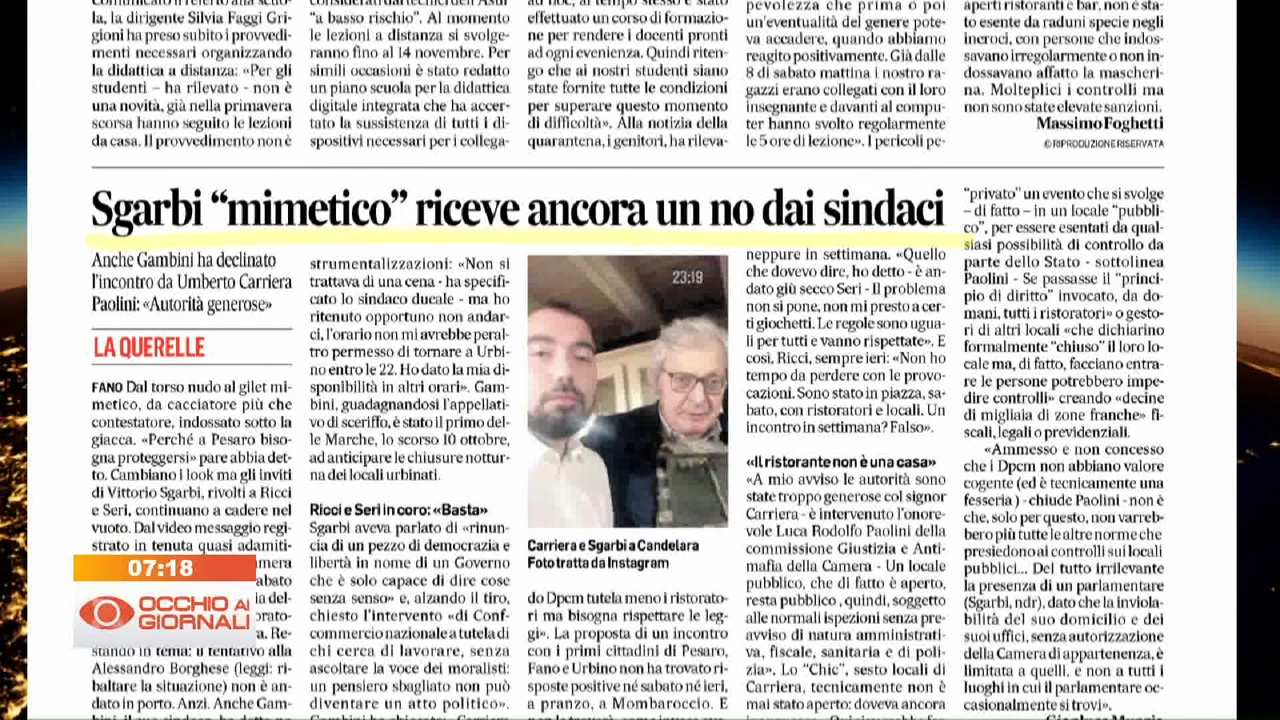 la, la dirigente Silvia Faggi Gri-
gioni ha preso subito i provvedi-
menti necessari organizzando
la didattica a distanza: «Per gli
studenti – ha rilevato - non è
una novità, già nella primavera
scorsa hanno seguito le lezioni
da casa. Il provvedimento non è
“a basso rischio”. Al momento
le lezioni a distanza si svolge-
ranno fino al 14 novembre. Per
simili occasioni è stato redatto
un piano scuola per la didattica
digitale integrata che ha accer-
tato la sussistenza di tutti i di-
spositivi necessari per i collega-
effettuato un corso di formazio-
ne per rendere i docenti pronti
ad ogni evenienza. Quindi riten-
go che ai nostri studenti siano
state fornite tutte le condizioni
per superare questo momento
di difficoltà». Alla notizia della
quarantena, i genitori, ha rileva-
pevolezza che prima o poi
un'eventualità del genere pote-
va accadere, quando abbiamo
reagito positivamente. Già dalle
8 di sabato mattina i nostro ra-
gazzi erano collegati con il loro
insegnante e davanti al compu-
ter hanno svolto regolarmente
le 5 ore di lezione». I pericoli pe-
aperti ristoranti e bar, non è sta-
to esente da raduni specie negli
incroci, con persone che indos-
savano irregolarmente o non in-
dossavano affatto la mascheri-
na. Molteplici i controlli ma
non sono state elevate sanzioni.
Massimo Foghetti
© RIPRODUZIONE RISERVATA
Sgarbi “mimetico” riceve ancora un no dai sindaci
Anche Gambini ha declinato
l'incontro da Umberto Carriera
Paolini: «Autorità generose»
LA QUERELLE
FANO Dal torso nudo al gilet mi-
metico, da cacciatore più che
contestatore, indossato sotto la
giacca. «Perché a Pesaro biso-
gna proteggersi» pare abbia det-
to. Cambiano i look ma gli inviti
di Vittorio Sgarbi, rivolti a Ricci
e Seri, continuano a cadere nel
vuoto. Dal video messaggio regi-
strato in tenuta quasi adamiti-
stando in tema: il tentativo alla
Alessandro Borghese (leggi: ri-
baltare la situazione) non è an-
dato in porto. Anzi. Anche Gam-
strumentalizzazioni: «Non si
trattava di una cena - ha specifi-
cato lo sindaco ducale - ma ho
ritenuto opportuno non andar-
ci, l'orario non mi avrebbe peral-
tro permesso di tornare a Urbi-
no entro le 22. Ho dato la mia di-
sponibilità in altri orari». Gam-
bini, guadagnandosi l'appellati-
vo di sceriffo, è stato il primo del-
le Marche, lo scorso 10 ottobre,
ad anticipare le chiusure nottur-
na dei locali urbinati.
Ricci e Seri in coro: «Basta»
Sgarbi aveva parlato di «rinun-
cia di un pezzo di democrazia e
libertà in nome di un Governo
che è solo capace di dire cose
senza senso» e, alzando il tiro,
chiesto l'intervento «di Conf-
commercio nazionale a tutela di
chi cerca di lavorare, senza
ascoltare la voce dei moralisti:
un pensiero sbagliato non può
diventare un atto politico».
23:19
Carriera e Sgarbi a Candelara
Foto tratta da Instagram
do Dpcm tutela meno i ristorato-
ri ma bisogna rispettare le leg-
gi». La proposta di un incontro
con i primi cittadini di Pesaro,
Fano e Urbino non ha trovato ri-
sposte positive né sabato né ieri,
a pranzo, a Mombaroccio. E
neppure in settimana. «Quello
che dovevo dire, ho detto - è an-
dato giù secco Seri - Il problema
non si pone, non mi presto a cer-
ti giochetti. Le regole sono ugua-
li per tutti e vanno rispettate». E
così, Ricci, sempre ieri: «Non ho
tempo da perdere con le provo-
cazioni. Sono stato in piazza, sa-
bato, con ristoratori e locali. Un
incontro in settimana? Falso».
«Il ristorante non è una casa»
«A mio avviso le autorità sono
state troppo generose col signor
Carriera - è intervenuto l'onore-
vole Luca Rodolfo Paolini della
commissione Giustizia e Anti-
mafia della Camera - Un locale
pubblico, che di fatto è aperto,
resta pubblico , quindi, soggetto
alle normali ispezioni senza pre-
avviso di natura amministrati-
va, fiscale, sanitaria e di poli-
zia». Lo “Chic”, sesto locali di
Carriera, tecnicamente non è
mai stato aperto: doveva ancora
“privato” un evento che si svolge
– di fatto – in un locale “pubbli-
co”, per essere esentati da qual-
siasi possibilità di controllo da
parte dello Stato - sottolinea
Paolini - Se passasse il “princi-
pio di diritto” invocato, da do-
mani, tutti i ristoratori» o gesto-
ri di altri locali «che dichiarino
formalmente “chiuso” il loro lo-
cale ma, di fatto, facciano entra-
re le persone potrebbero impe-
dire controlli» creando «decine
di migliaia di zone franche» fi-
scali, legali o previdenziali.
«Ammesso e non concesso
che i Dpcm non abbiano valore
cogente (ed è tecnicamente una
fesseria ) - chiude Paolini - non è
che, solo per questo, non varreb-
bero più tutte le altre norme che
presiedono ai controlli sui locali
pubblici... Del tutto irrilevante
la presenza di un parlamentare
(Sgarbi, ndr), dato che la inviola-
bilità del suo domicilio e dei
suoi uffici, senza autorizzazione
della Camera di appartenenza, è
limitata a quelli, e non a tutti i
luoghi in cui il parlamentare oc-
casionalmente si trovi».
07:18
OCCHIO AI
GIORNALI